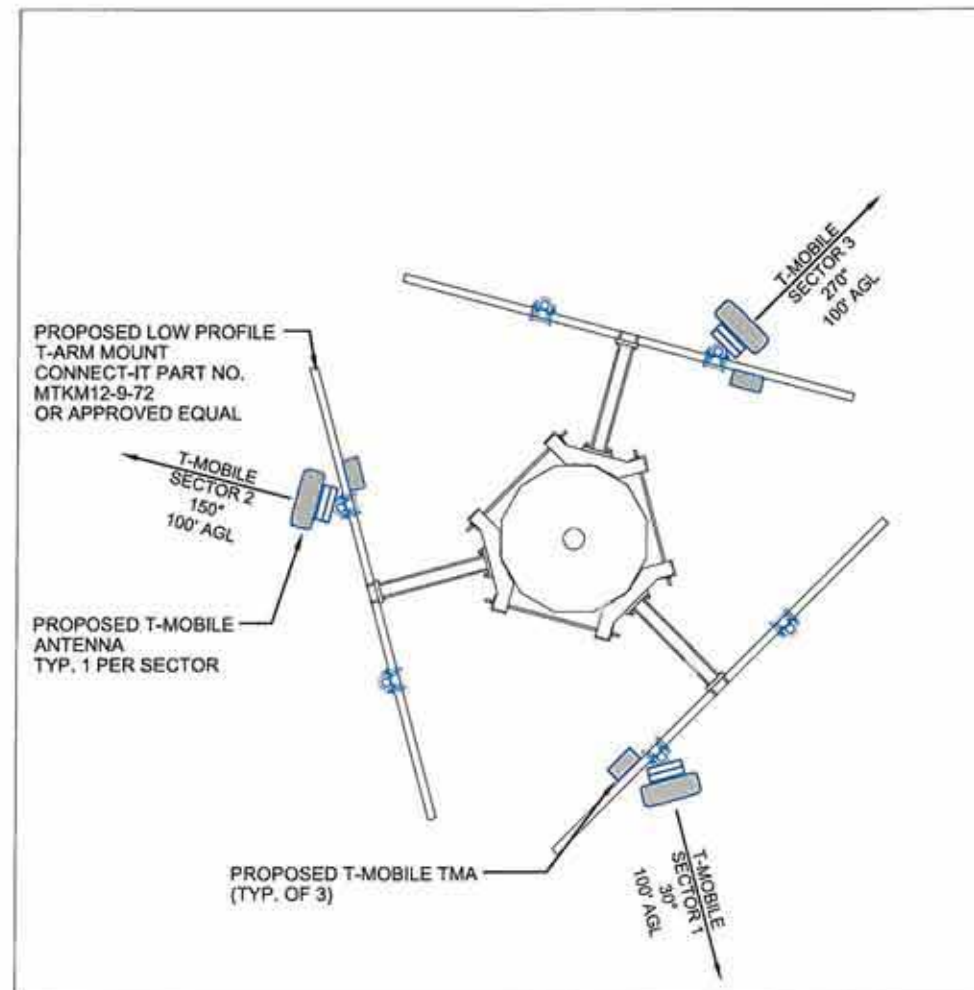 T-MOBILE
SECTOR 3
270°
100' AGL
PROPOSED LOW PROFILE
T-ARM MOUNT
CONNECT-IT PART NO.
MTKM12-9-72
OR APPROVED EQUAL
T-MOBILE
SECTOR 2
150°
100' AGL
PROPOSED T-MOBILE
ANTENNA
TYP. 1 PER SECTOR
PROPOSED T-MOBILE TMA
(TYP. OF 3)
T-MOBILE
SECTOR 1
30°
100' AGL